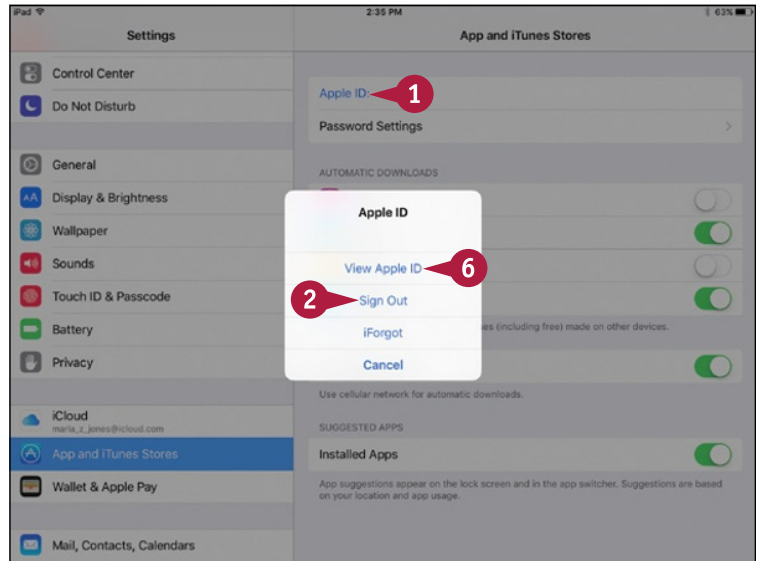 iPad 2:35 PM 63%
Settings
App and iTunes Stores
Control Center
Do Not Disturb
General
Display & Brightness
Wallpaper
Sounds
Touch ID & Passcode
Battery
Privacy
iCloud
maria_z_jones@icloud.com
App and iTunes Stores
Wallet & Apple Pay
Mail, Contacts, Calendars
Apple ID: 1
Password Settings
AUTOMATIC DOWNLOADS
Apple ID
View Apple ID 6
2 Sign Out
iForgot
Cancel
(including free) made on other devices.
Use cellular network for automatic downloads.
SUGGESTED APPS
Installed Apps
App suggestions appear on the lock screen and in the app switcher. Suggestions are based
on your location and app usage.